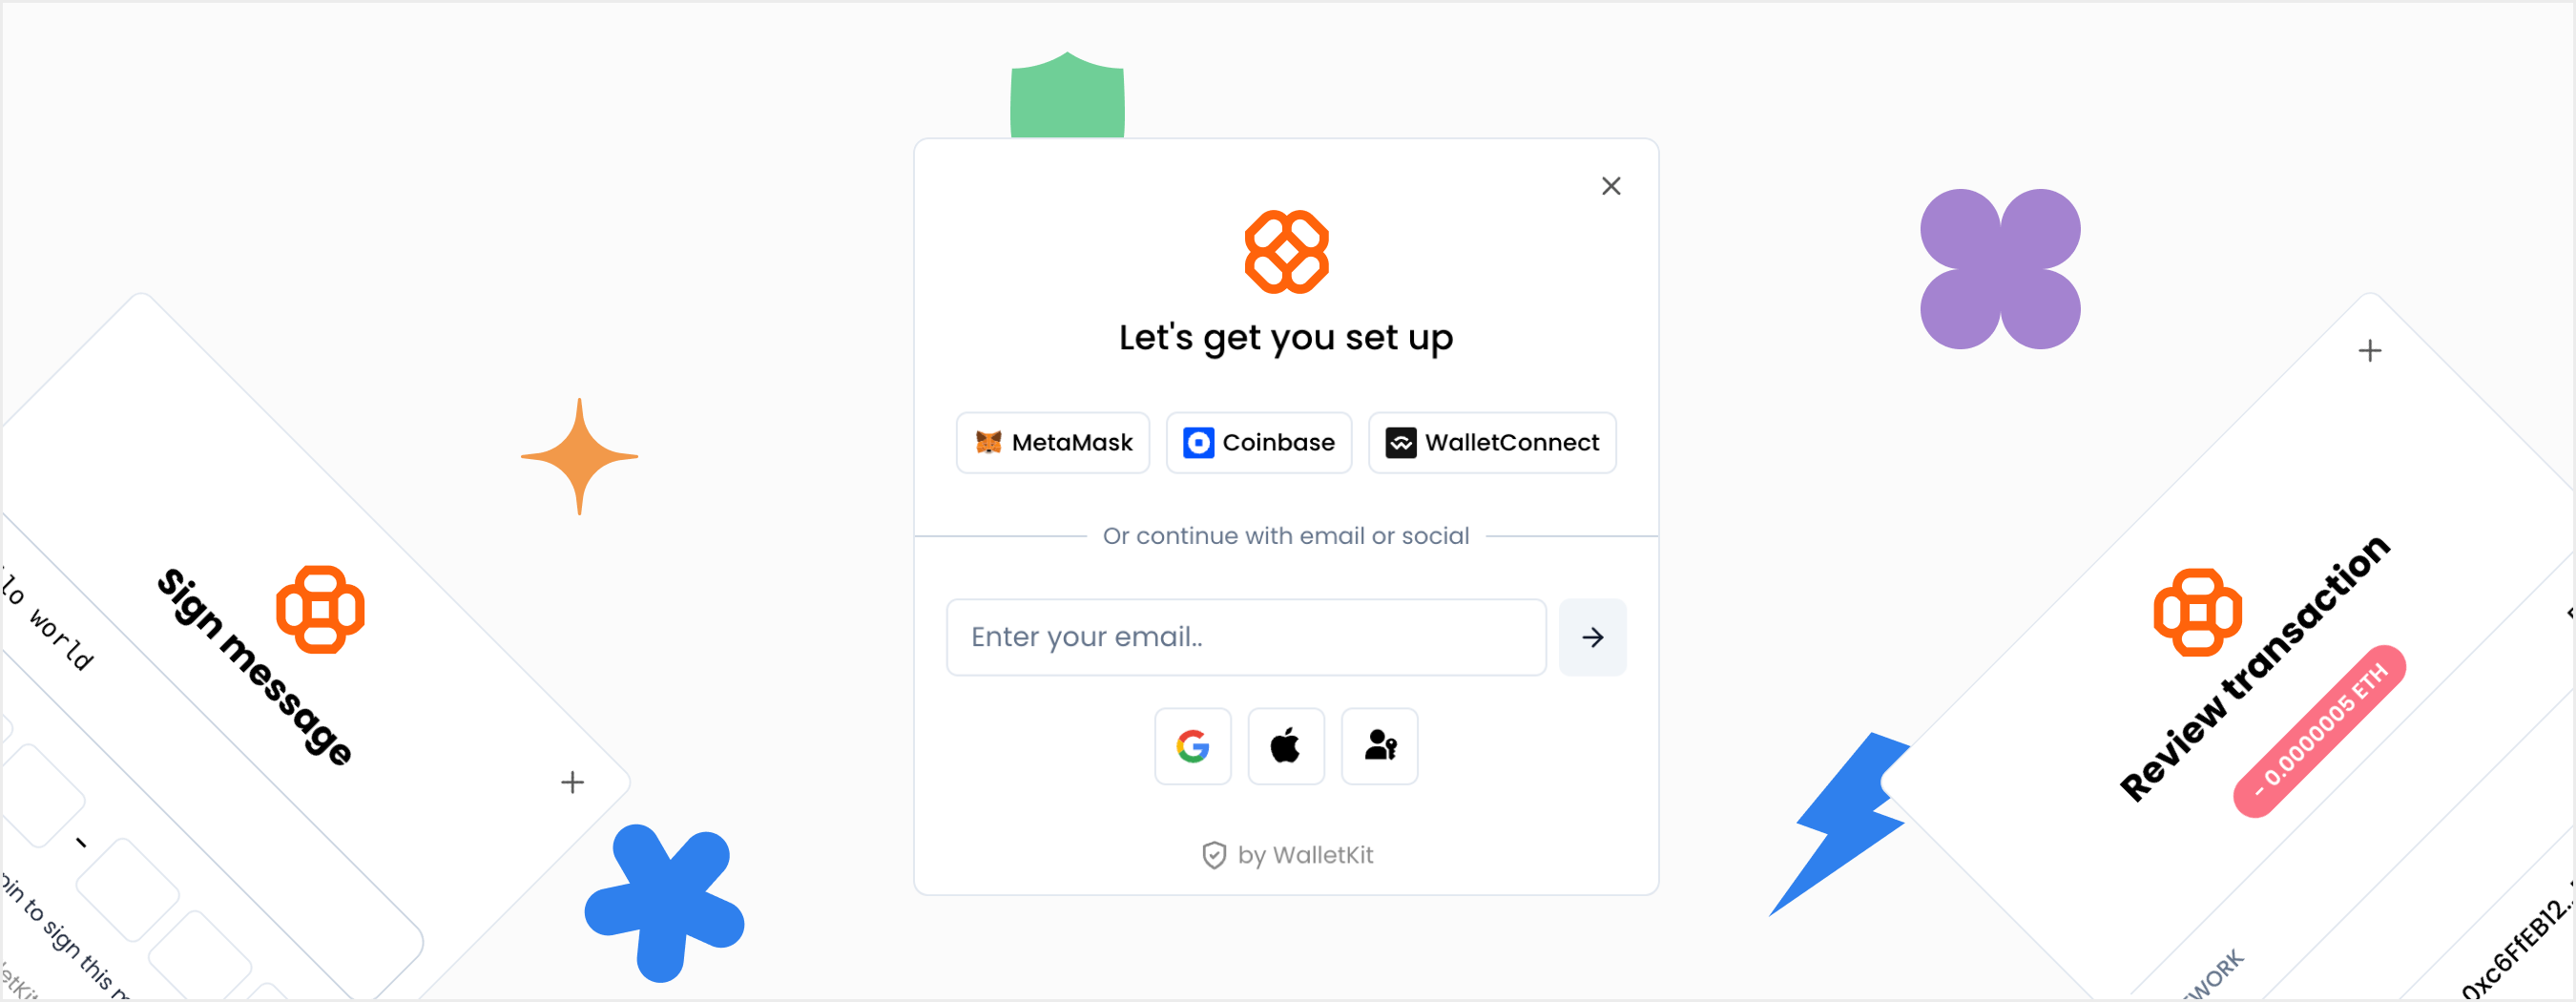 Let's get you set up
MetaMask
Coinbase
WalletConnect
Or continue with email or social
Enter your email..
by WalletKit
Sign message
lo world
-
pin to sign this
Review transaction
- 0.0000005 ETH
WORK
0xc6FfEB12..